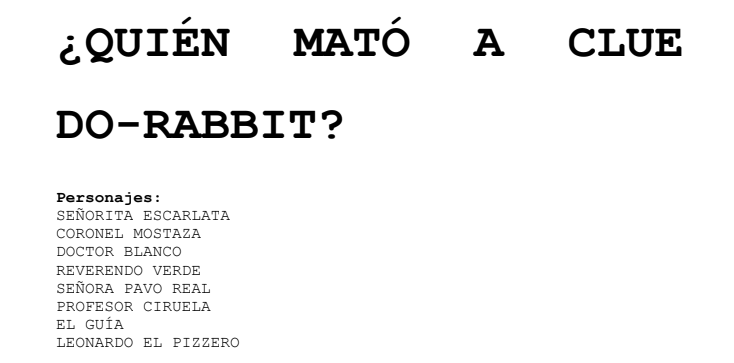 ¿QUIÉN MATÓ A CLUE
DO-RABBIT?
Personajes:
SEÑORITA ESCARLATA
CORONEL MOSTAZA
DOCTOR BLANCO
REVERENDO VERDE
SEÑORA PAVO REAL
PROFESOR CIRUELA
EL GUÍA
LEONARDO EL PIZZERO